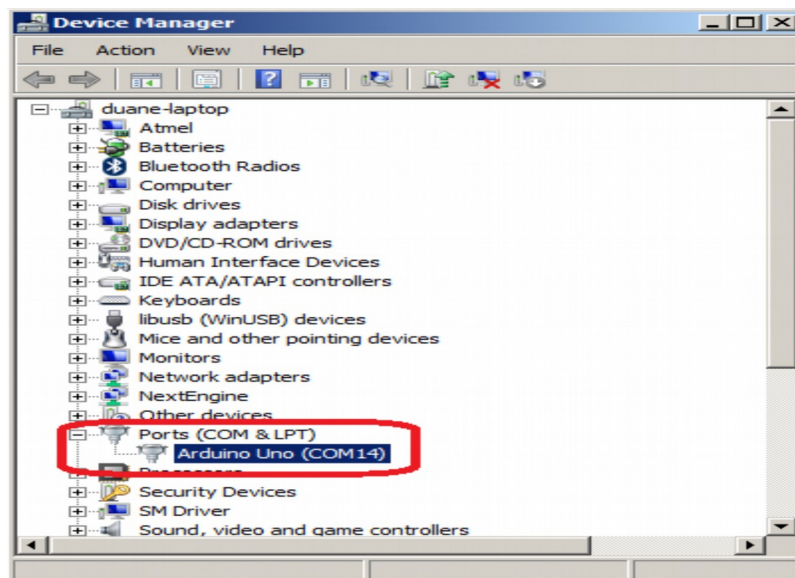 Device Manager
File Action View Help
duane-laptop
Atmel
Batteries
Bluetooth Radios
Computer
Disk drives
Display adapters
DVD/CD-ROM drives
Human Interface Devices
IDE ATA/ATAPI controllers
Keyboards
libusb (WinUSB) devices
Mice and other pointing devices
Monitors
Network adapters
NextEngine
Other devices
Ports (COM & LPT)
Arduino Uno (COM14)
Processors
Security Devices
SM Driver
Sound, video and game controllers